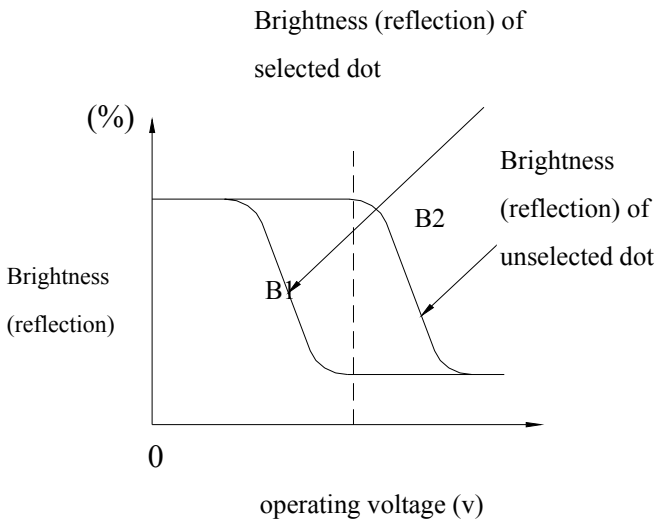 Brightness (reflection) of
selected dot
(%)
Brightness
(reflection) of
unselected dot
B2
B1
Brightness
(reflection)
0
operating voltage (v)